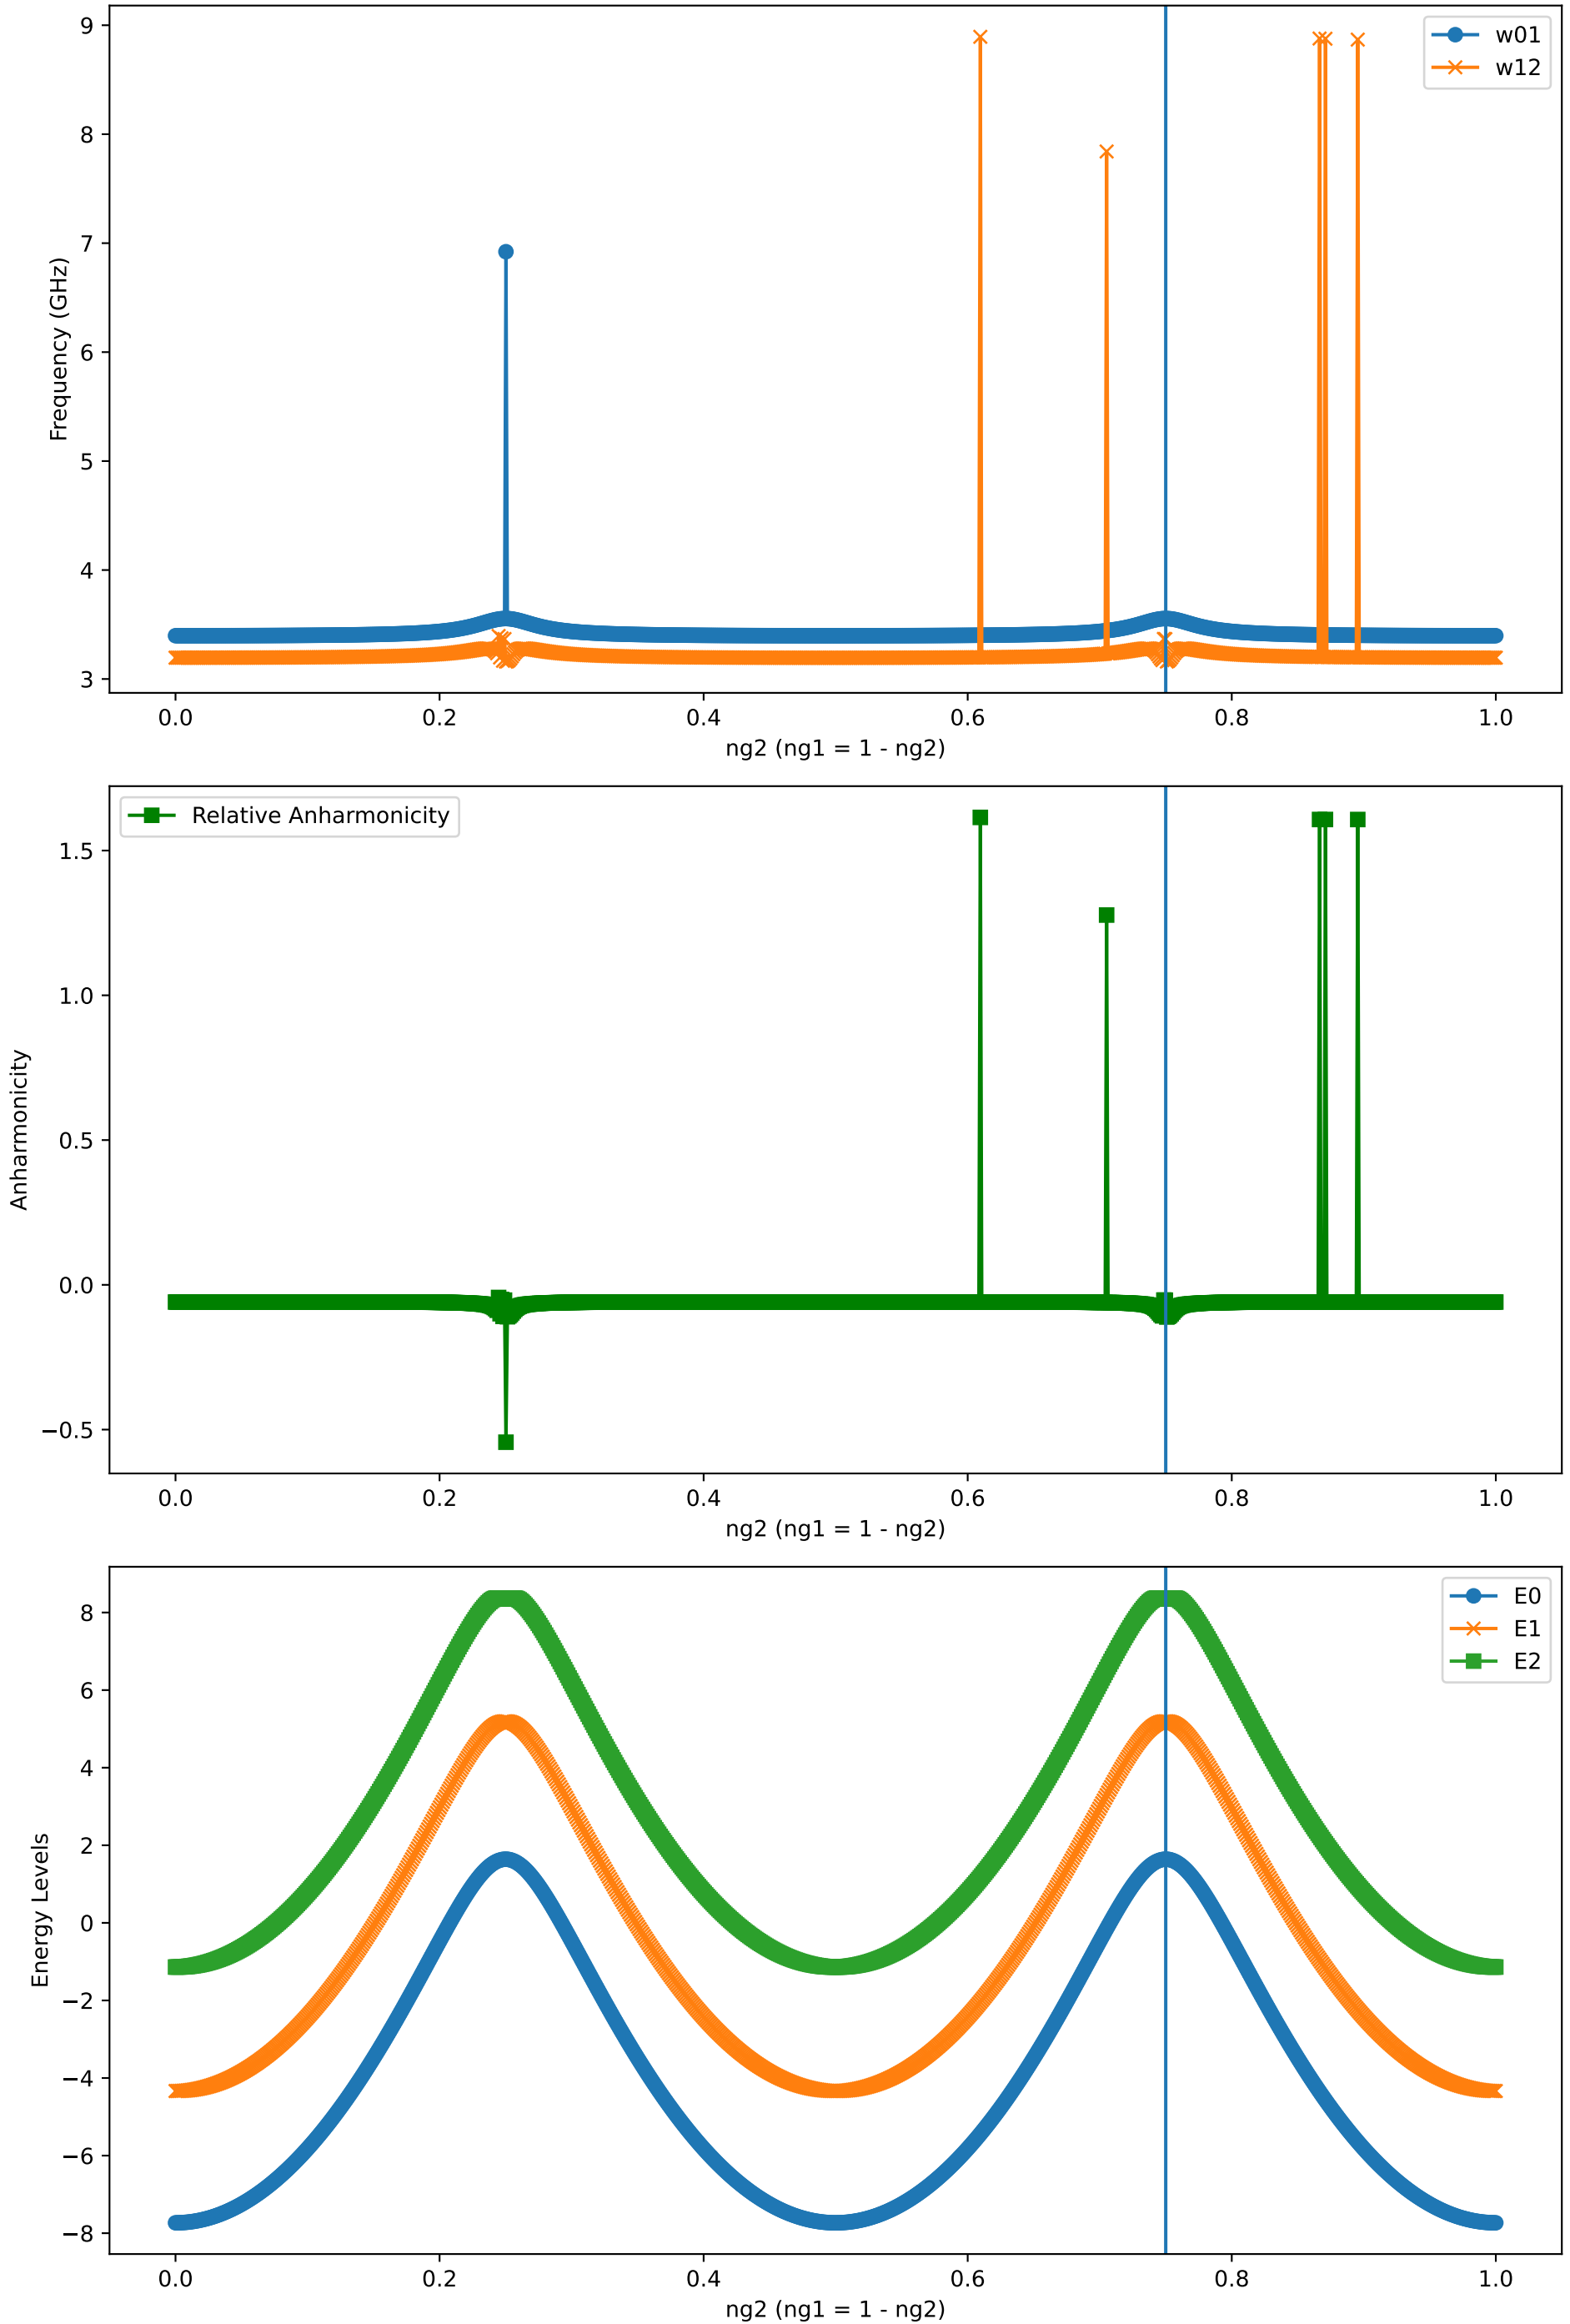 9
8
7
6
5
4
3
Frequency (GHz)
w01
w12
0.0 0.2 0.4 0.6 0.8 1.0
ng2 (ng1 = 1 - ng2)
Relative Anharmonicity
1.5
1.0
0.5
0.0
−0.5
Anharmonicity
0.0 0.2 0.4 0.6 0.8 1.0
ng2 (ng1 = 1 - ng2)
E0
E1
E2
8
6
4
2
0
−2
−4
−6
−8
Energy Levels
0.0 0.2 0.4 0.6 0.8 1.0
ng2 (ng1 = 1 - ng2)